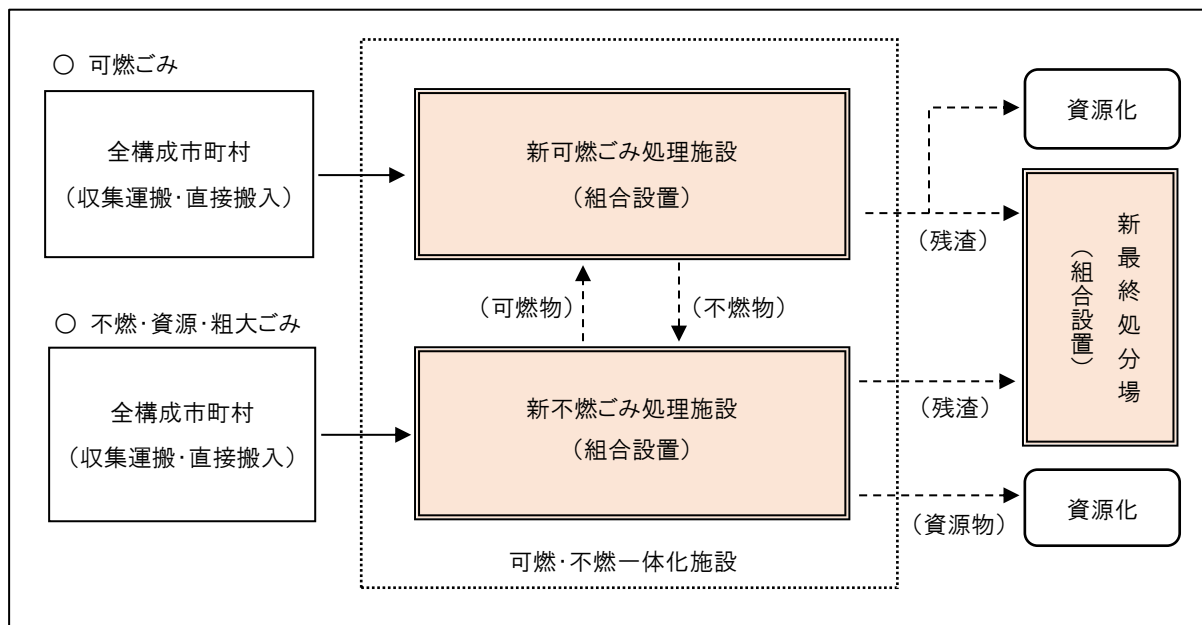 ○ 可燃ごみ
全構成市町村
（収集運搬・直接搬入）
新可燃ごみ処理施設
（組合設置）
資源化
（残渣）
新最終処分場
（組合設置）
（可燃物）
（不燃物）
○ 不燃・資源・粗大ごみ
全構成市町村
（収集運搬・直接搬入）
新不燃ごみ処理施設
（組合設置）
（残渣）
（資源物）
資源化
可燃・不燃一体化施設